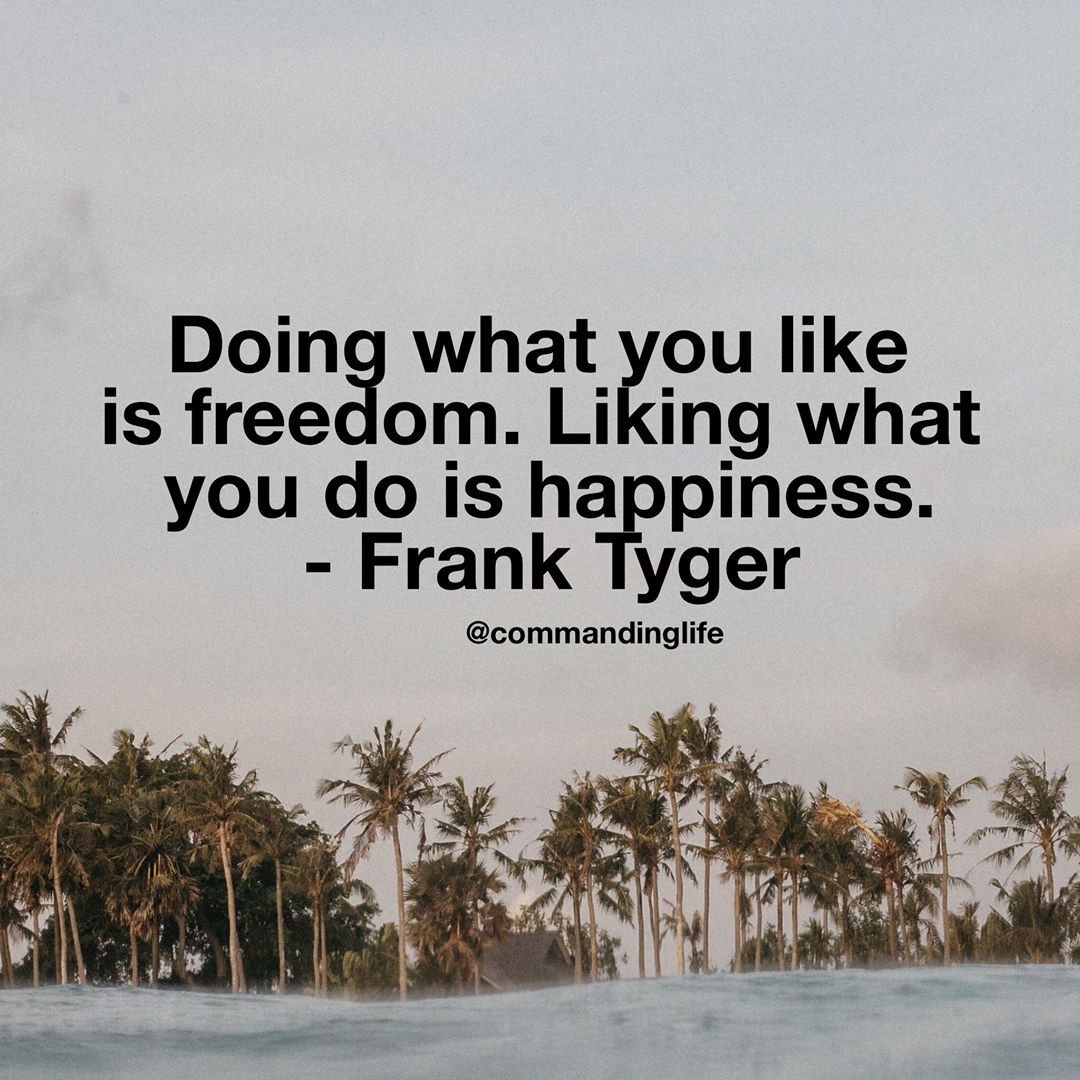 Doing what you like
is freedom. Liking what
you do is happiness.
- Frank Tyger
@commandinglife